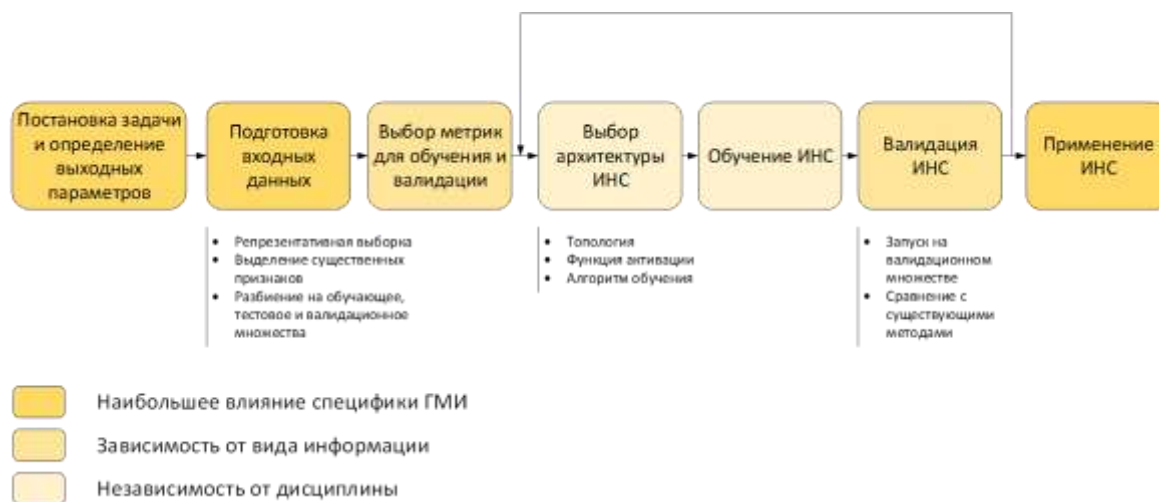 Постановка задачи
и определение
выходных
параметров
Подготовка
входных
данных
Выбор метрик
для обучения и
валидации
Выбор
архитектуры
ИНС
Обучение ИНС
Валидация
ИНС
Применение
ИНС
• Репрезентативная выборка
• Выделение существенных
признаков
• Разбиение на обучающее,
тестовое и валидационное
множества
• Топология
• Функция активации
• Алгоритм обучения
• Запуск на
валидационном
множестве
• Сравнение с
существующими
методами
Наибольшее влияние специфики ГМИ
Зависимость от вида информации
Независимость от дисциплины